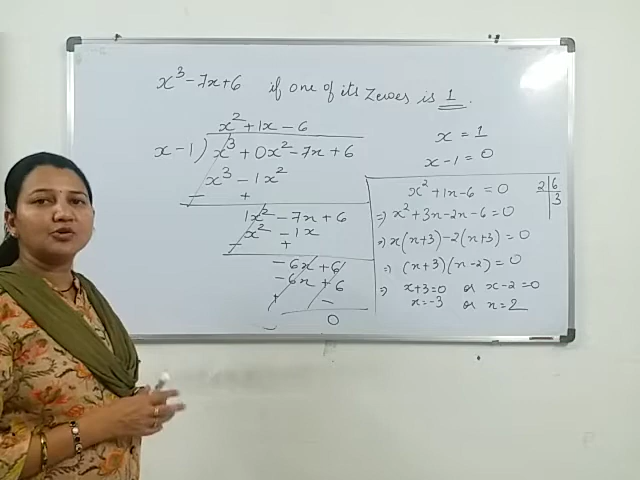 x³ - 7x + 6 if one of its Zeroes is 1.
x² + 1x - 6
x - 1 ) x³ + 0x² - 7x + 6
x³ - 1x²
- +
1x² - 7x + 6
x² - 1x
- +
- 6x + 6
- 6x + 6
+ -
0
x = 1
x - 1 = 0
x² + 1x - 6 = 0
2 | 6
3
=) x² + 3x - 2x - 6 = 0
=) x(x+3) - 2(x+3) = 0
=) (x+3)(x-2) = 0
=) x+3=0 or x-2=0
x=-3 or x=2